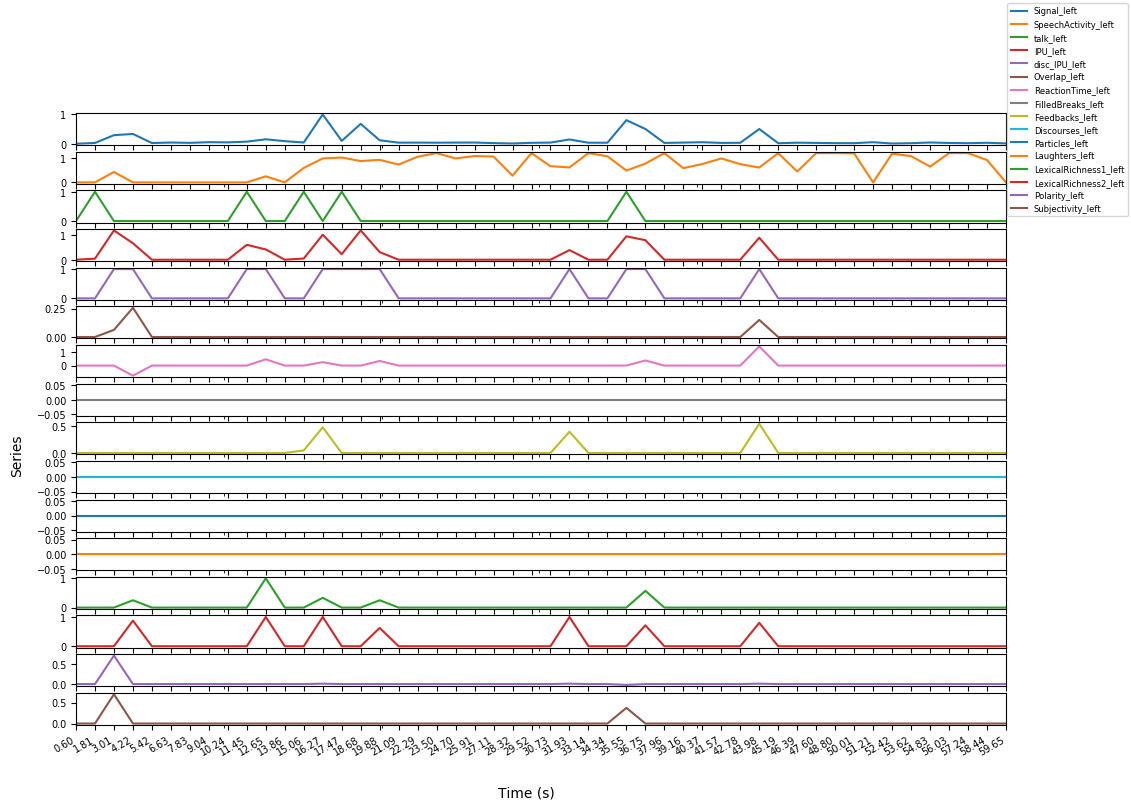 Signal_left
SpeechActivity_left
talk_left
IPU_left
disc_IPU_left
Overlap_left
ReactionTime_left
FilledBreaks_left
Feedbacks_left
Discourses_left
Particles_left
Laughters_left
LexicalRichness1_left
LexicalRichness2_left
Polarity_left
Subjectivity_left
1
0
1
0
1
0
1
0
1
0
0.25
0.00
1
0
0.05
0.00
−0.05
0.5
0.0
0.05
0.00
−0.05
0.05
0.00
−0.05
0.05
0.00
−0.05
1
0
1
0
0.5
0.0
0.5
0.0
Series
0.60 1.81 3.01 4.22 5.42 6.63 7.83 9.04 10.24 11.45 12.65 13.86 15.06 16.27 17.47 18.68 19.88 21.09 22.29 23.50 24.70 25.91 27.11 28.32 29.52 30.73 31.93 33.14 34.34 35.55 36.75 37.96 39.16 40.37 41.57 42.78 43.98 45.19 46.39 47.60 48.80 50.01 51.21 52.42 53.62 54.83 56.03 57.24 58.44 59.65
Time (s)